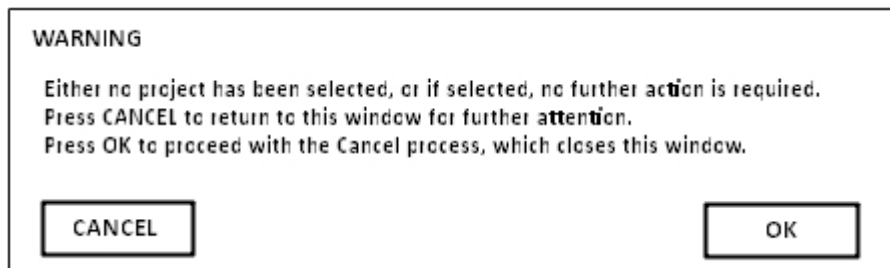 WARNING
Either no project has been selected, or if selected, no further action is required.
Press CANCEL to return to this window for further attention.
Press OK to proceed with the Cancel process, which closes this window.
CANCEL
OK